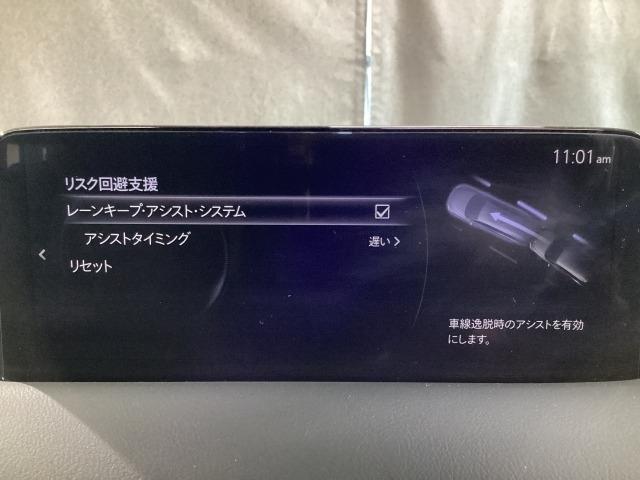 11:01 am
リスク回避支援
レーンキープ・アシスト・システム
アシストタイミング 遅い
リセット
車線逸脱時のアシストを有効
にします。